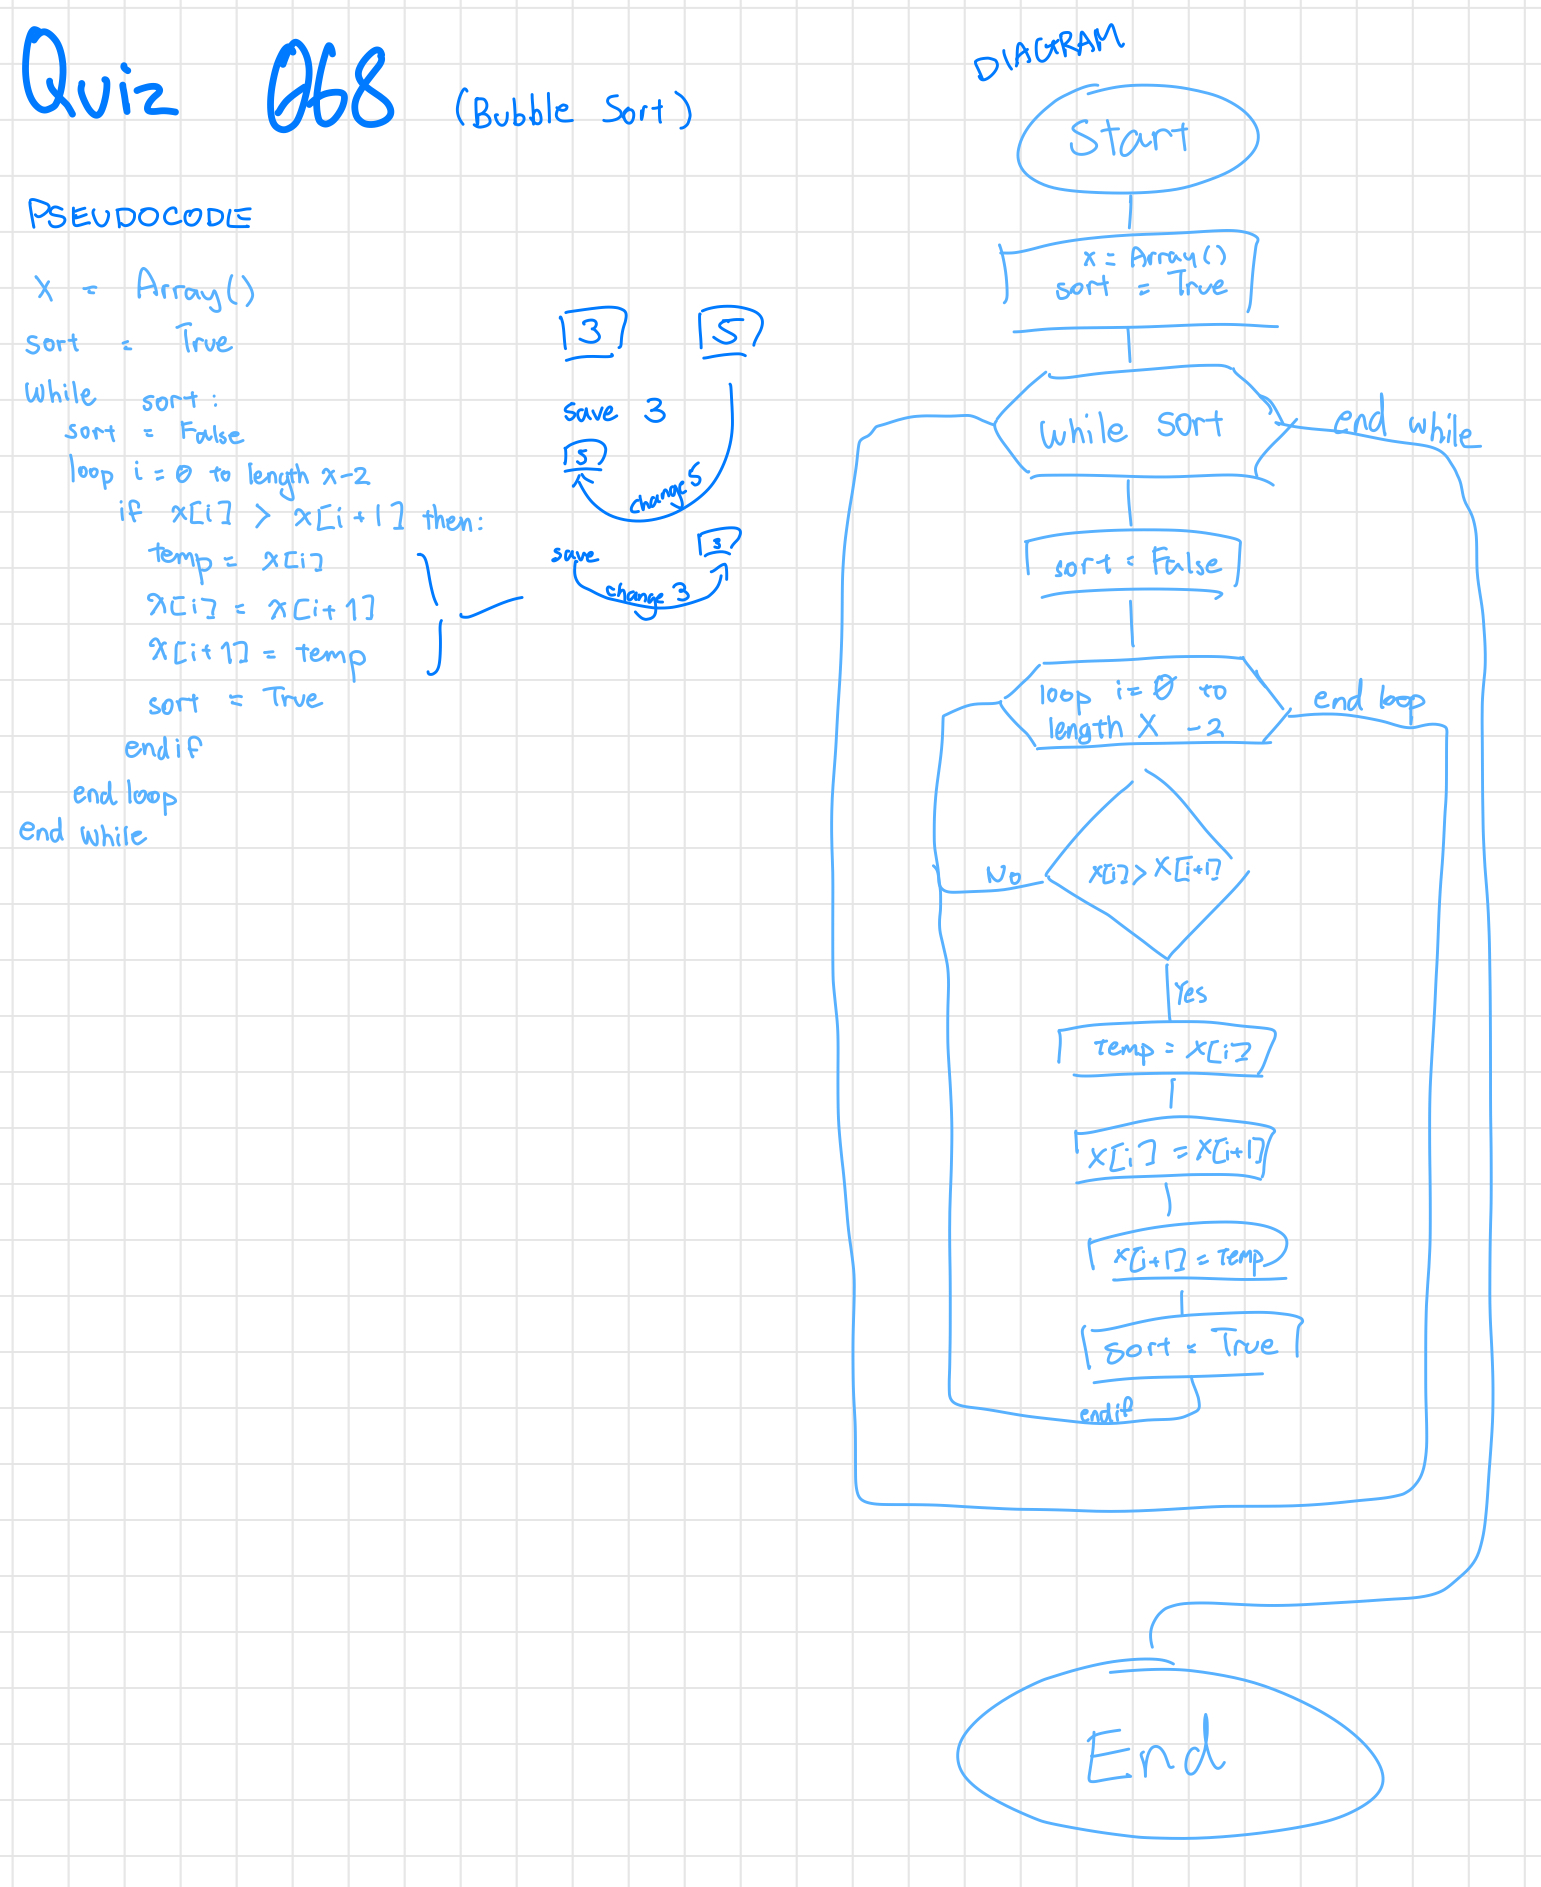 Quiz 068 (Bubble Sort)
PSEUDOCODE
x = Array()
sort = True
While sort:
sort = False
loop i = 0 to length x-2
if x[i] > x[i+1] then:
temp = x[i]
x[i] = x[i+1]
x[i+1] = temp
sort = True
endif
end loop
end while
3 5
save 3
5
change 5
3
save
change 3
DIAGRAM
Start
x = Array()
sort = True
while sort
end while
sort = False
loop i = 0 to
length X -2
end loop
x[i] > x[i+1]
No
Yes
temp = x[i]
x[i] = x[i+1]
x[i+1] = temp
sort = True
endif
End